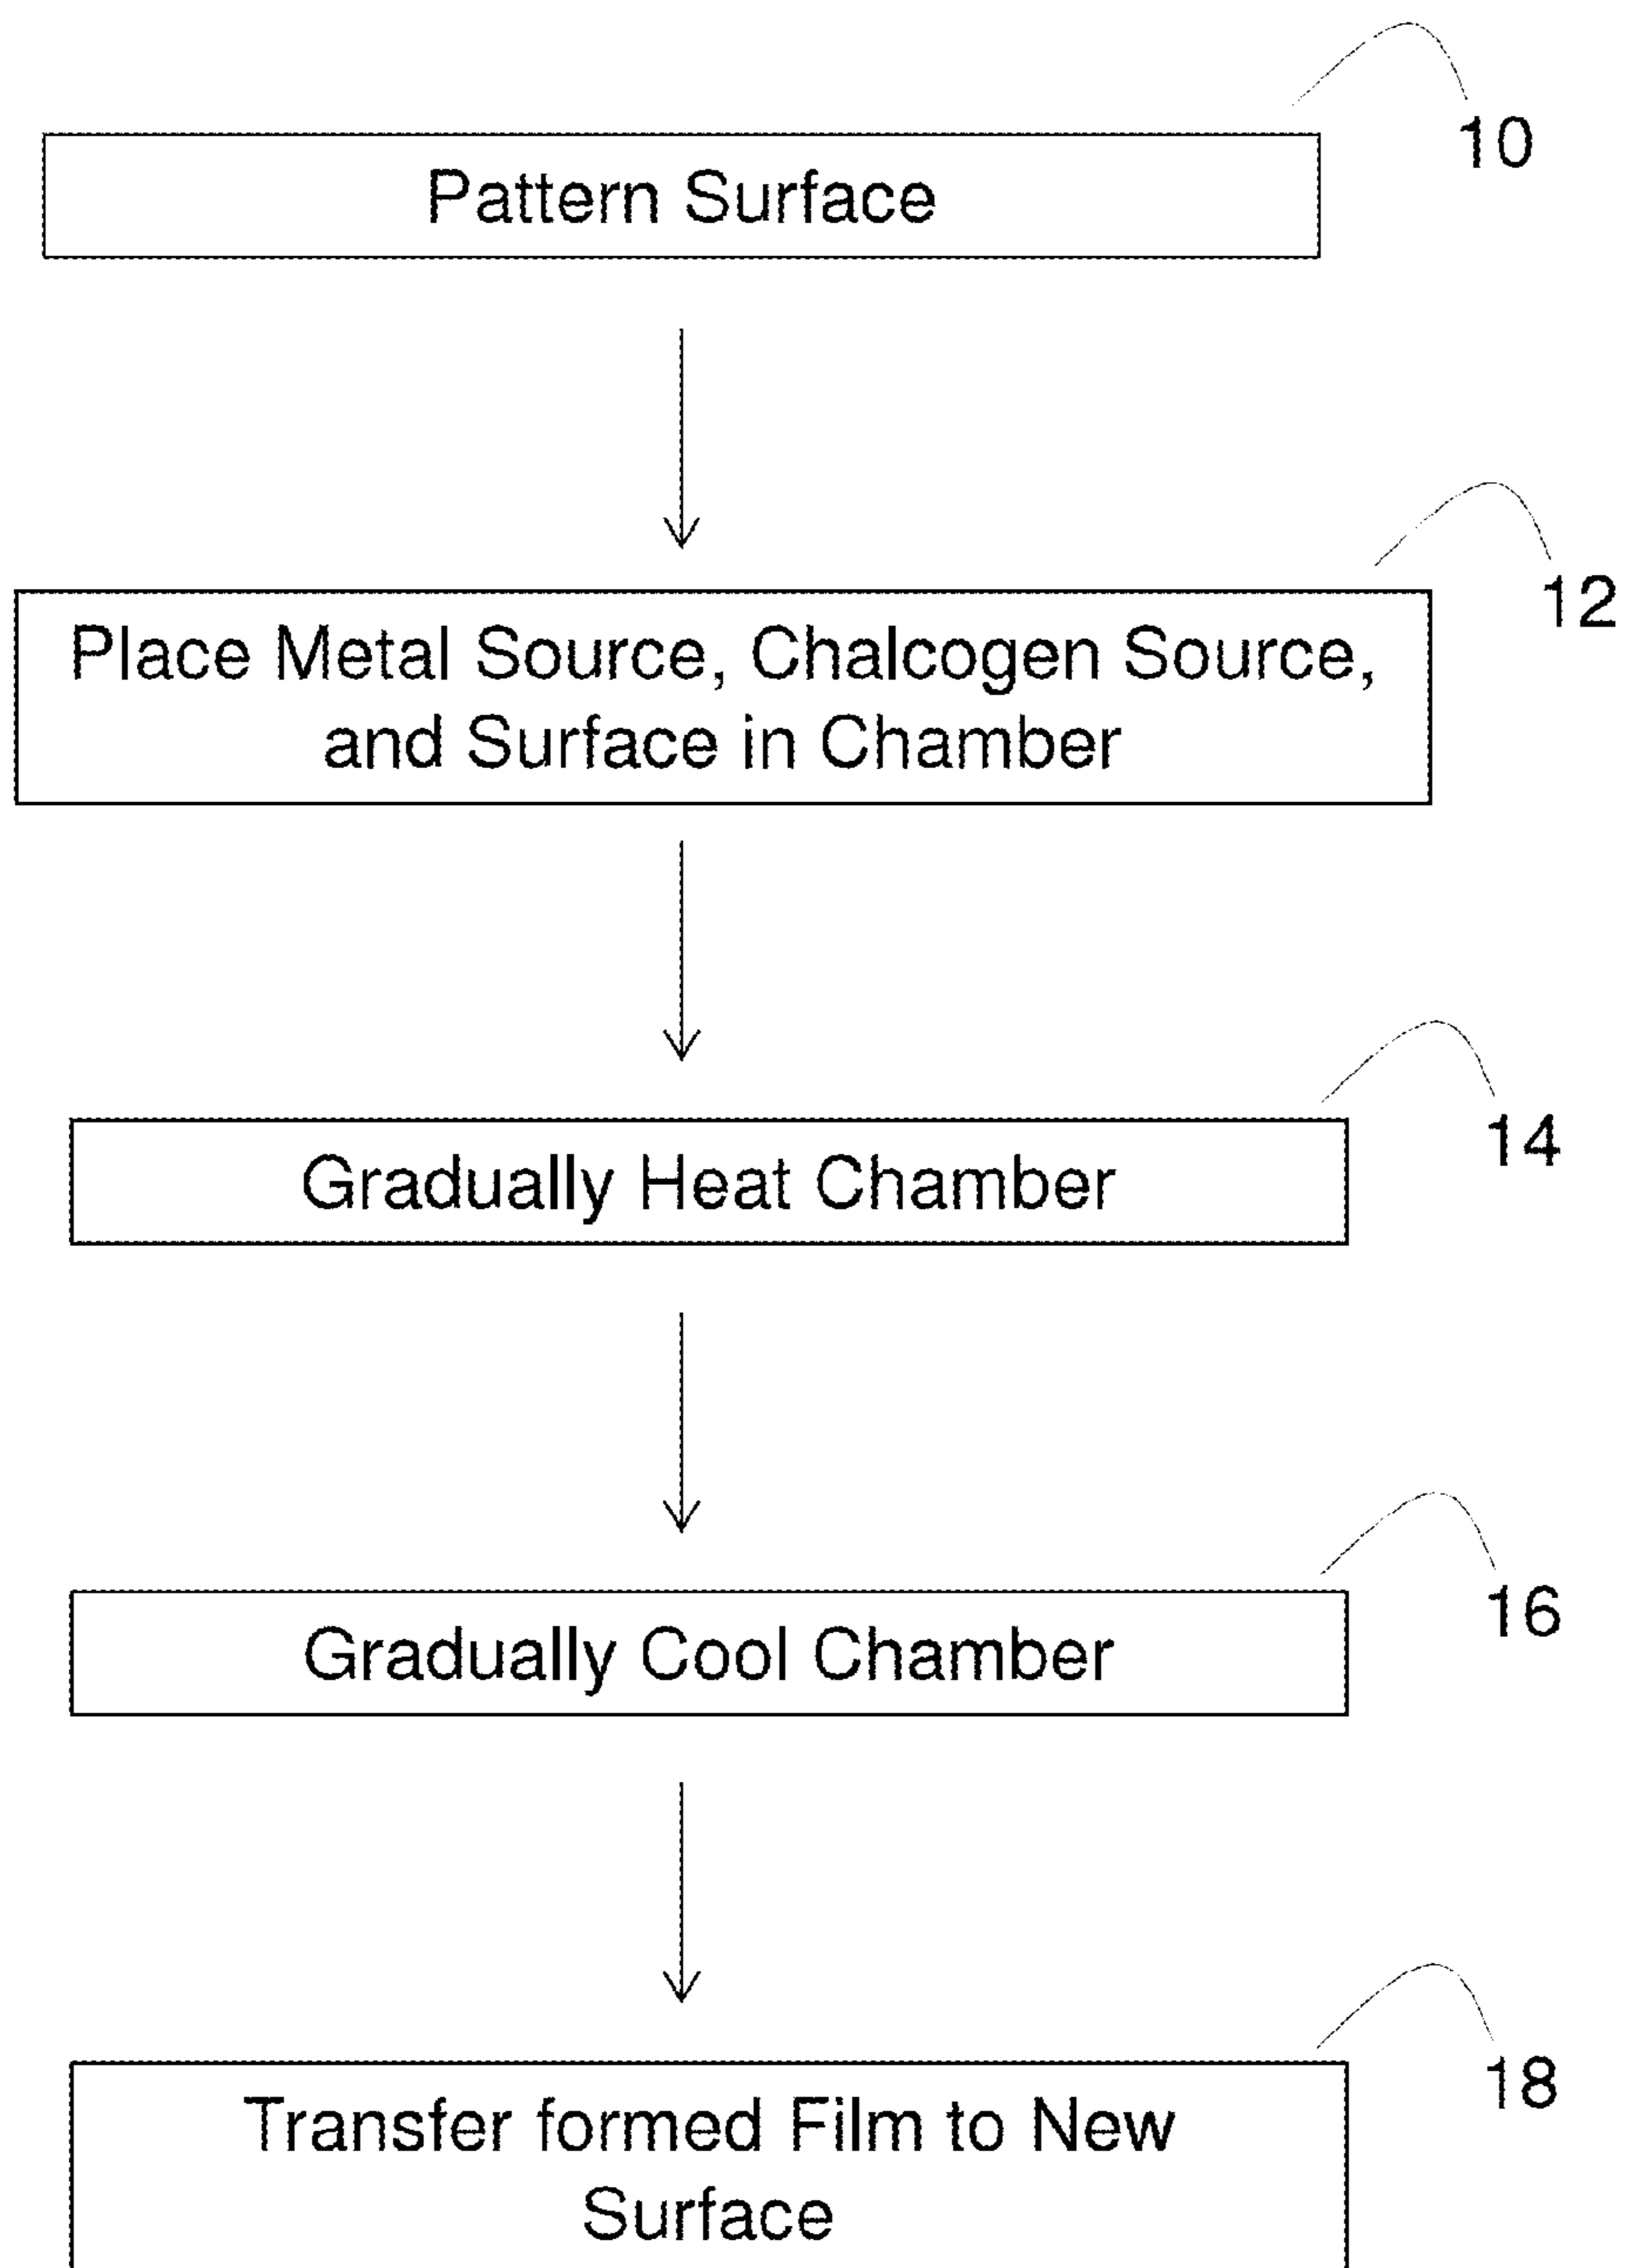 10
Pattern Surface
12
Place Metal Source, Chalcogen Source,
and Surface in Chamber
14
Gradually Heat Chamber
16
Gradually Cool Chamber
18
Transfer formed Film to New
Surface